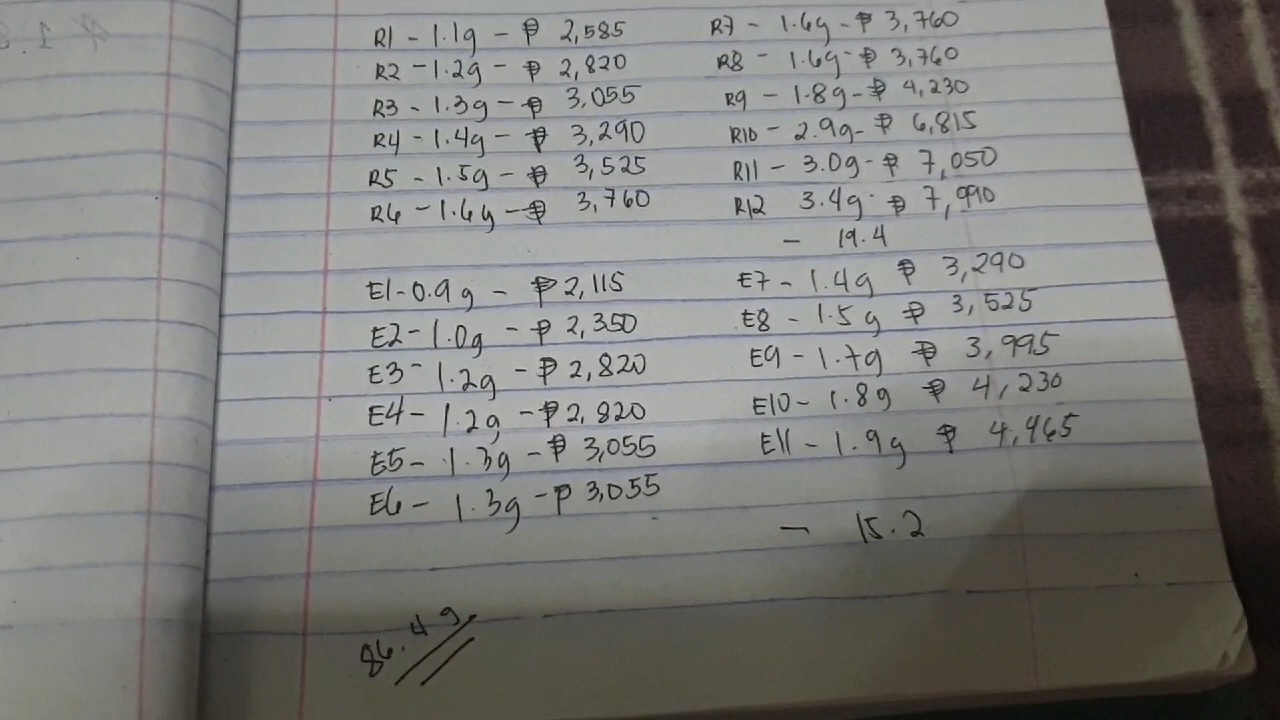 R1 - 1.1g - ₱ 2,585
R2 - 1.2g - ₱ 2,820
R3 - 1.3g - ₱ 3,055
R4 - 1.4g - ₱ 3,290
R5 - 1.5g - ₱ 3,525
R6 - 1.6g - ₱ 3,760
R7 - 1.6g - ₱ 3,760
R8 - 1.6g - ₱ 3,760
R9 - 1.8g - ₱ 4,230
R10 - 2.9g - ₱ 6,815
R11 - 3.0g - ₱ 7,050
R12 3.4g - ₱ 7,990
- 19.4
E1 - 0.9g - ₱ 2,115
E2 - 1.0g - ₱ 2,350
E3 - 1.2g - ₱ 2,820
E4 - 1.2g - ₱ 2,820
E5 - 1.3g - ₱ 3,055
E6 - 1.3g - ₱ 3,055
E7 - 1.4g ₱ 3,290
E8 - 1.5g ₱ 3,525
E9 - 1.7g ₱ 3,995
E10 - 1.8g ₱ 4,230
E11 - 1.9g ₱ 4,465
- 15.2
86.4g